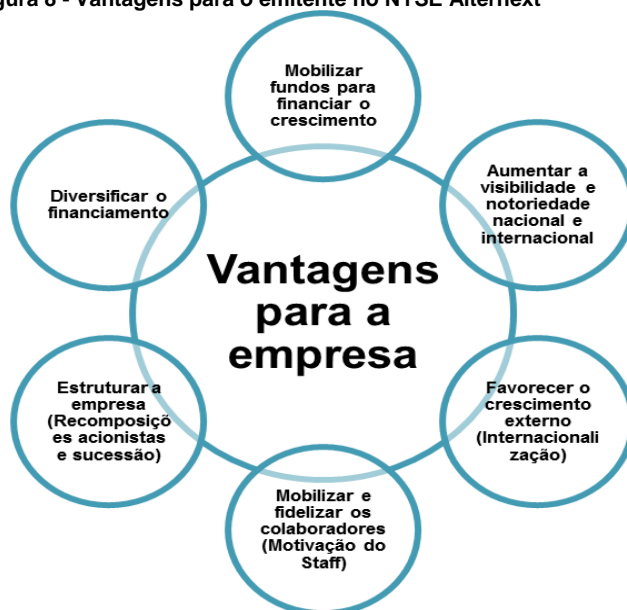 gura 8 - Vantagens para o emitente no NYSE Alternext
Mobilizar
fundos para
financiar o
crescimento
Aumentar a
visibilidade e
notoriedade
nacional e
internacional
Favorecer o
crescimento
externo
(Internacionali
zação)
Mobilizar e
fidelizar os
colaboradores
(Motivação do
Staff)
Estruturar a
empresa
(Recomposiçõ
es acionistas
e sucessão)
Diversificar o
financiamento
Vantagens
para a
empresa